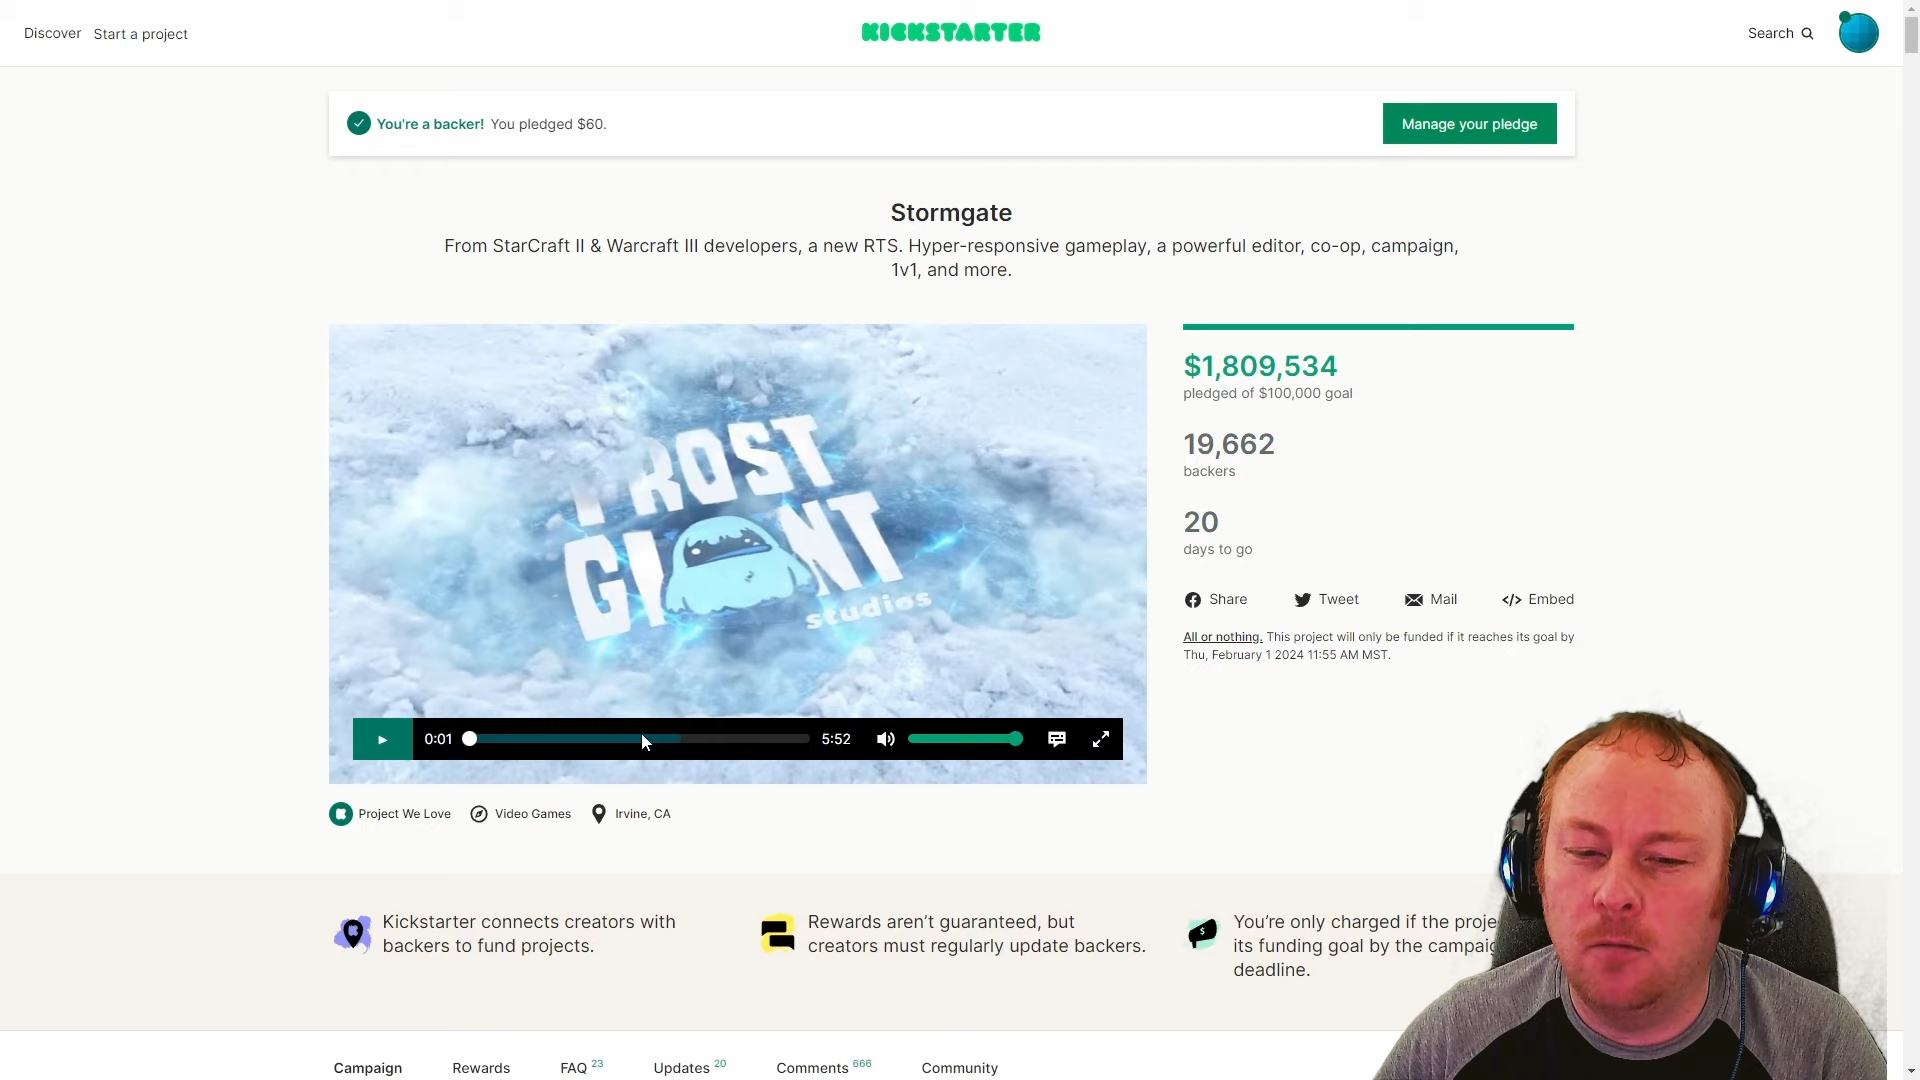 Discover Start a project KICKSTARTER Search
You're a backer! You pledged $60. Manage your pledge
Stormgate
From StarCraft II & Warcraft III developers, a new RTS. Hyper-responsive gameplay, a powerful editor, co-op, campaign,
1v1, and more.
FROST
GIANT
studios
0:01 5:52
$1,809,534
pledged of $100,000 goal
19,662
backers
20
days to go
Share Tweet Mail </> Embed
All or nothing. This project will only be funded if it reaches its goal by
Thu, February 1 2024 11:55 AM MST.
Project We Love Video Games Irvine, CA
Kickstarter connects creators with
backers to fund projects.
Rewards aren't guaranteed, but
creators must regularly update backers.
You're only charged if the proje
its funding goal by the campaig
deadline.
Campaign Rewards FAQ 23 Updates 20 Comments 666 Community